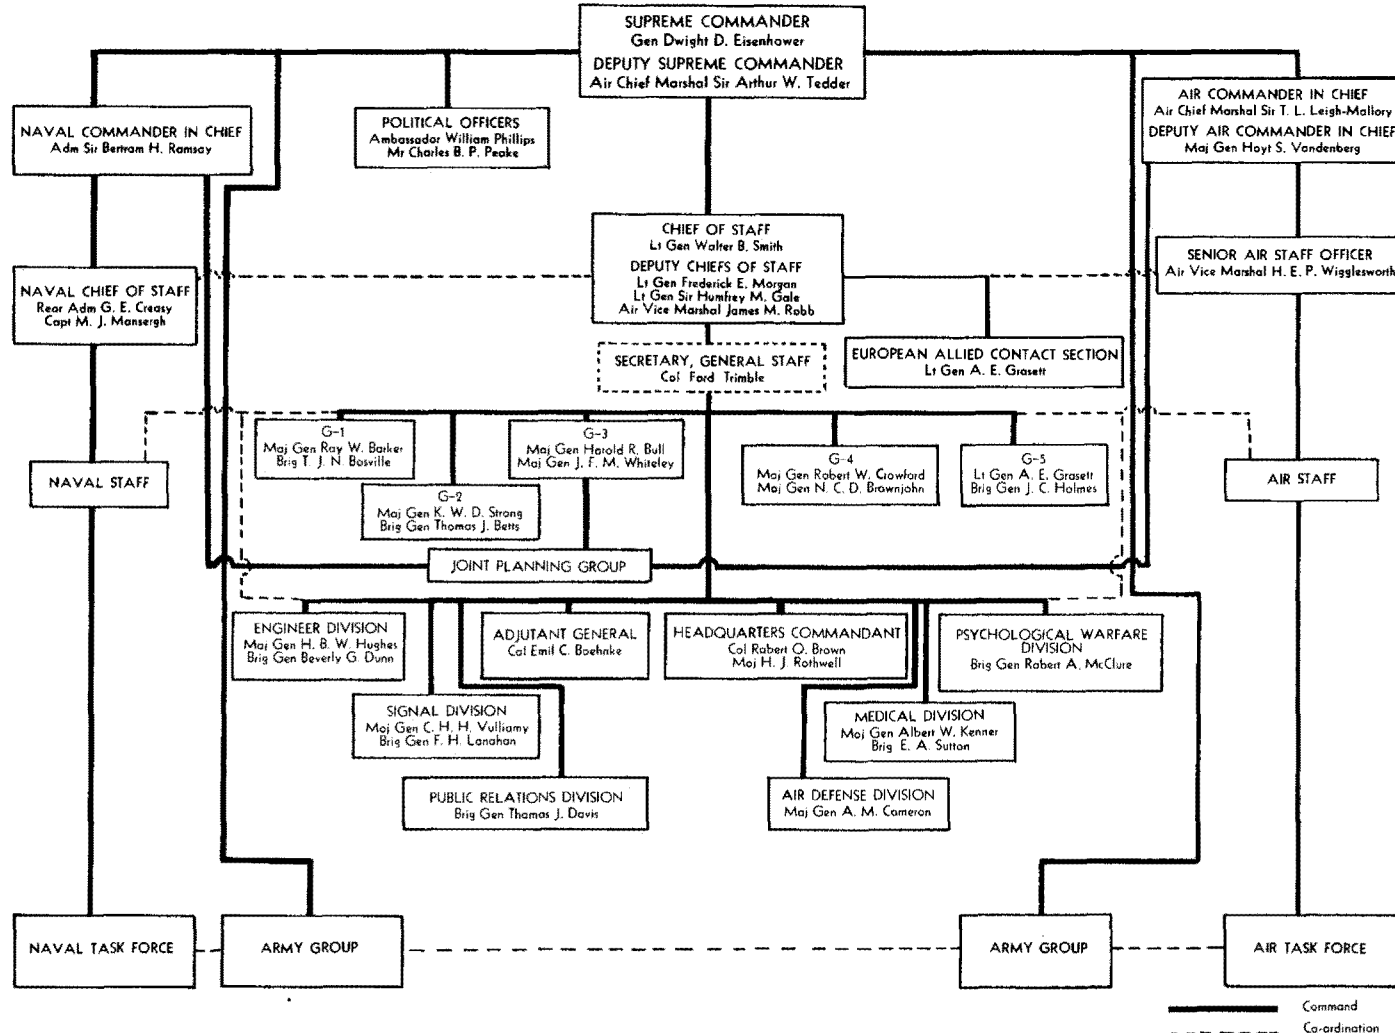 SUPREME COMMANDER
Gen Dwight D. Eisenhower
DEPUTY SUPREME COMMANDER
Air Chief Marshal Sir Arthur W. Tedder
NAVAL COMMANDER IN CHIEF
Adm Sir Bertram H. Ramsay
POLITICAL OFFICERS
Ambassador William Phillips
Mr Charles B. P. Peake
AIR COMMANDER IN CHIEF
Air Chief Marshal Sir T. L. Leigh-Mallory
DEPUTY AIR COMMANDER IN CHIEF
Maj Gen Hoyt S. Vandenberg
CHIEF OF STAFF
Lt Gen Walter B. Smith
DEPUTY CHIEFS OF STAFF
Lt Gen Frederick E. Morgan
Lt Gen Sir Humfrey M. Gale
Air Vice Marshal James M. Robb
NAVAL CHIEF OF STAFF
Rear Adm G. E. Creasy
Capt M. J. Mansergh
SENIOR AIR STAFF OFFICER
Air Vice Marshal H. E. P. Wigglesworth
SECRETARY, GENERAL STAFF
Col Ford Trimble
EUROPEAN ALLIED CONTACT SECTION
Lt Gen A. E. Grasett
NAVAL STAFF
G-1
Maj Gen Ray W. Barker
Brig T. J. N. Bosville
G-2
Maj Gen K. W. D. Strong
Brig Gen Thomas J. Betts
G-3
Maj Gen Harold R. Bull
Maj Gen J. F. M. Whiteley
G-4
Maj Gen Robert W. Crawford
Maj Gen N. C. D. Brownjohn
G-5
Lt Gen A. E. Grasett
Brig Gen J. C. Holmes
AIR STAFF
JOINT PLANNING GROUP
ENGINEER DIVISION
Maj Gen H. B. W. Hughes
Brig Gen Beverly G. Dunn
ADJUTANT GENERAL
Col Emil C. Boehnke
HEADQUARTERS COMMANDANT
Col Robert Q. Brown
Maj H. J. Rothwell
PSYCHOLOGICAL WARFARE
DIVISION
Brig Gen Robert A. McClure
SIGNAL DIVISION
Maj Gen C. H. H. Vulliamy
Brig Gen F. H. Lanahan
MEDICAL DIVISION
Maj Gen Albert W. Kenner
Brig E. A. Sutton
PUBLIC RELATIONS DIVISION
Brig Gen Thomas J. Davis
AIR DEFENSE DIVISION
Maj Gen A. M. Cameron
NAVAL TASK FORCE
ARMY GROUP
ARMY GROUP
AIR TASK FORCE
Command
Co-ordination